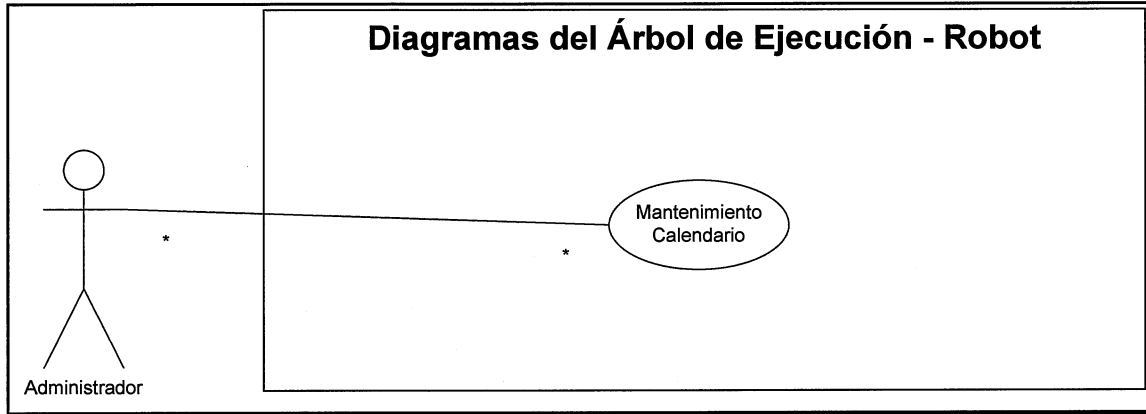 Diagramas del Árbol de Ejecución - Robot
Mantenimiento
Calendario
*
*
Administrador